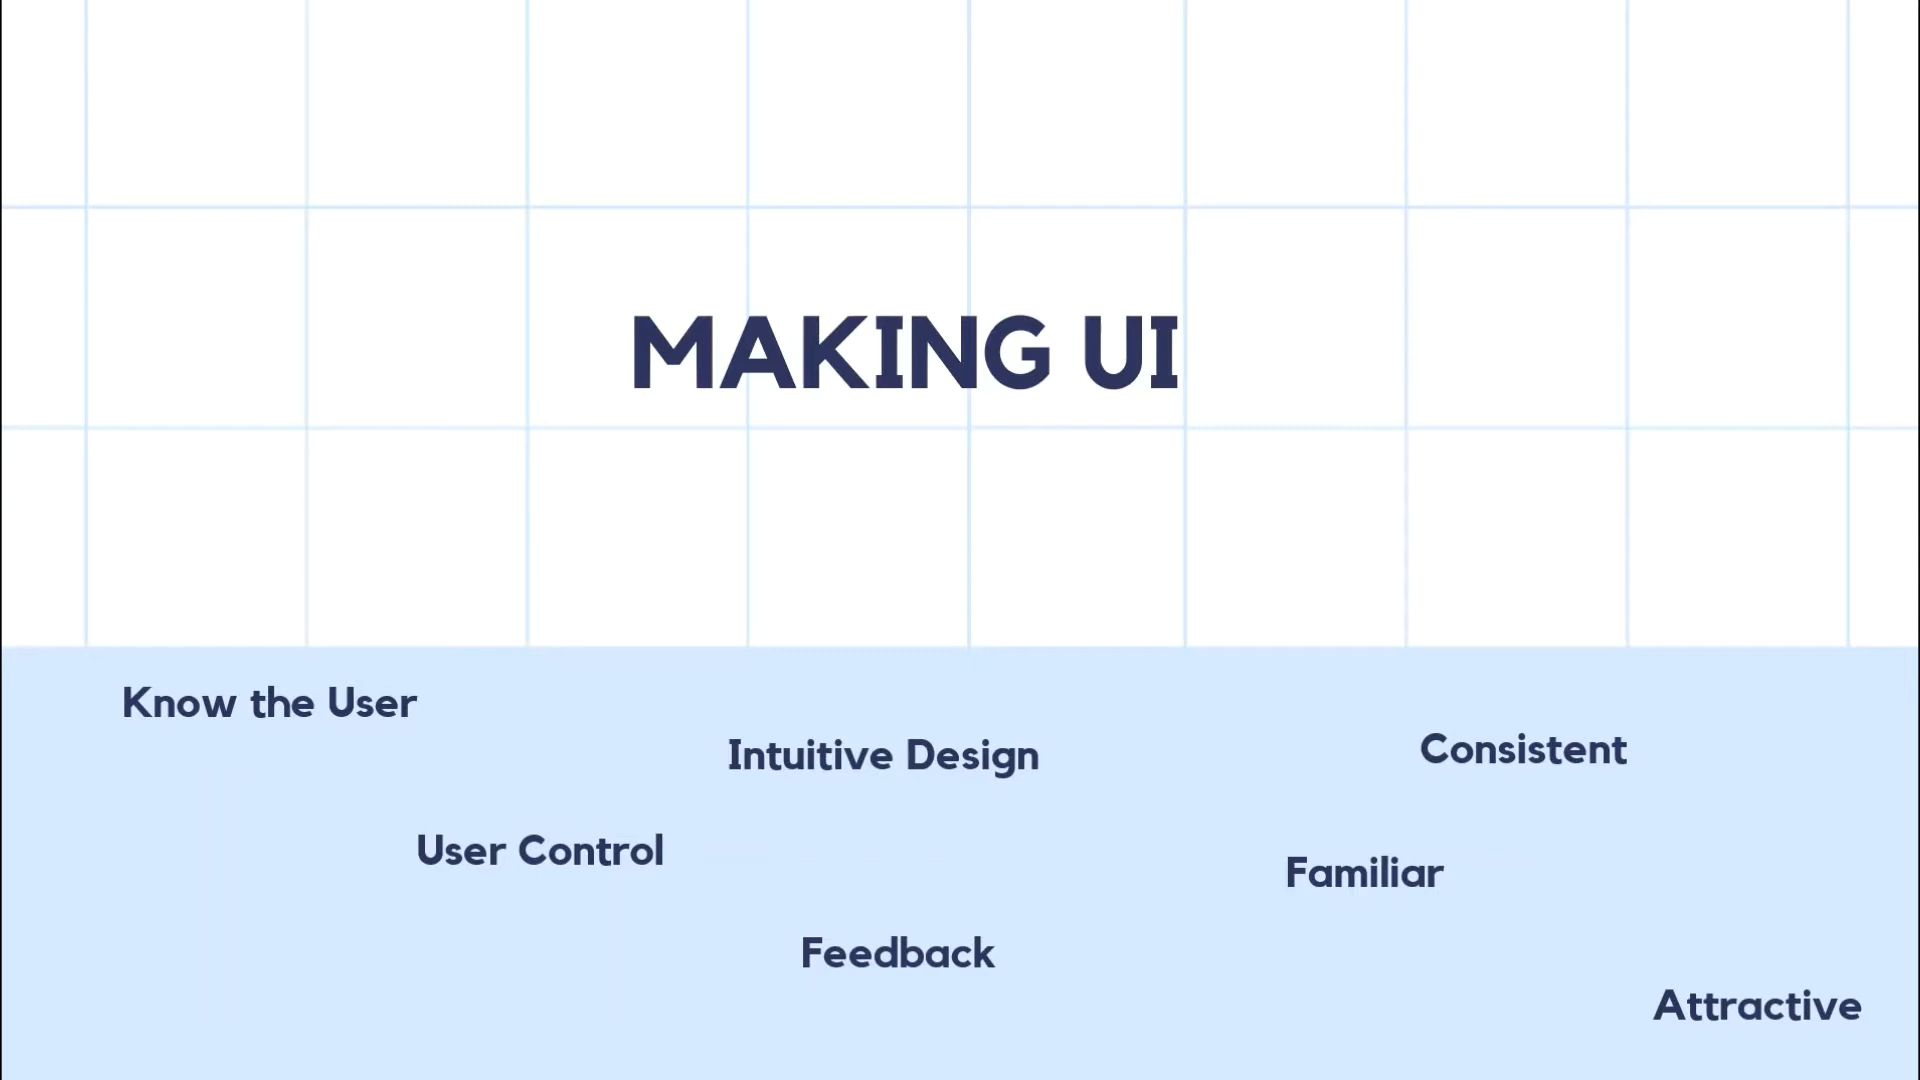 MAKING UI
Know the User
Intuitive Design
Consistent
User Control
Familiar
Feedback
Attractive